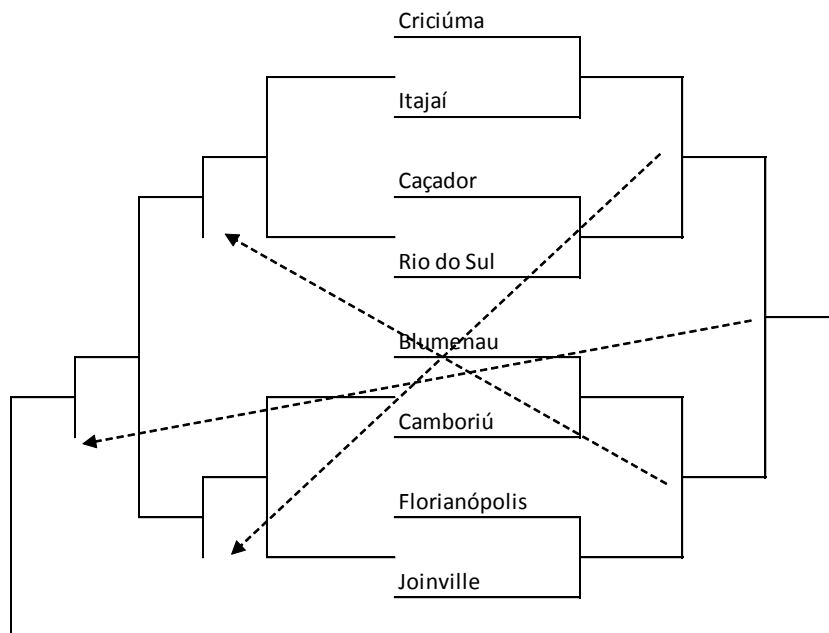 Criciúma
Itajaí
Caçador
Rio do Sul
Blumenau
Camboriú
Florianópolis
Joinville